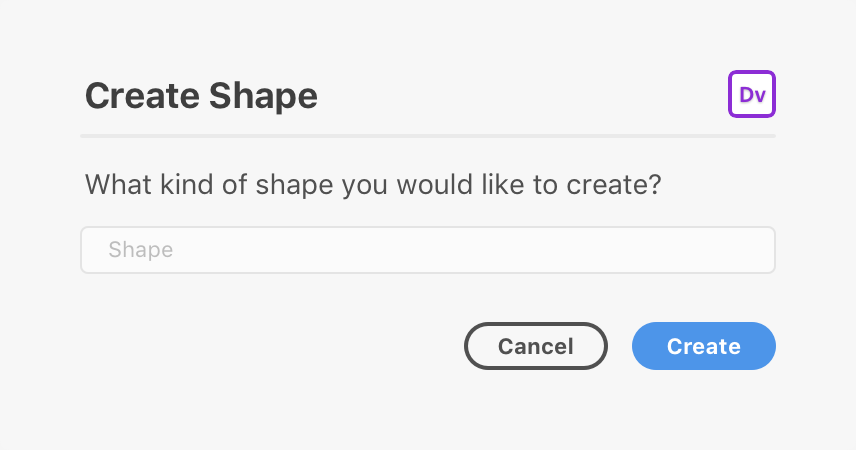 Create Shape
Dv
What kind of shape you would like to create?
Shape
Cancel
Create